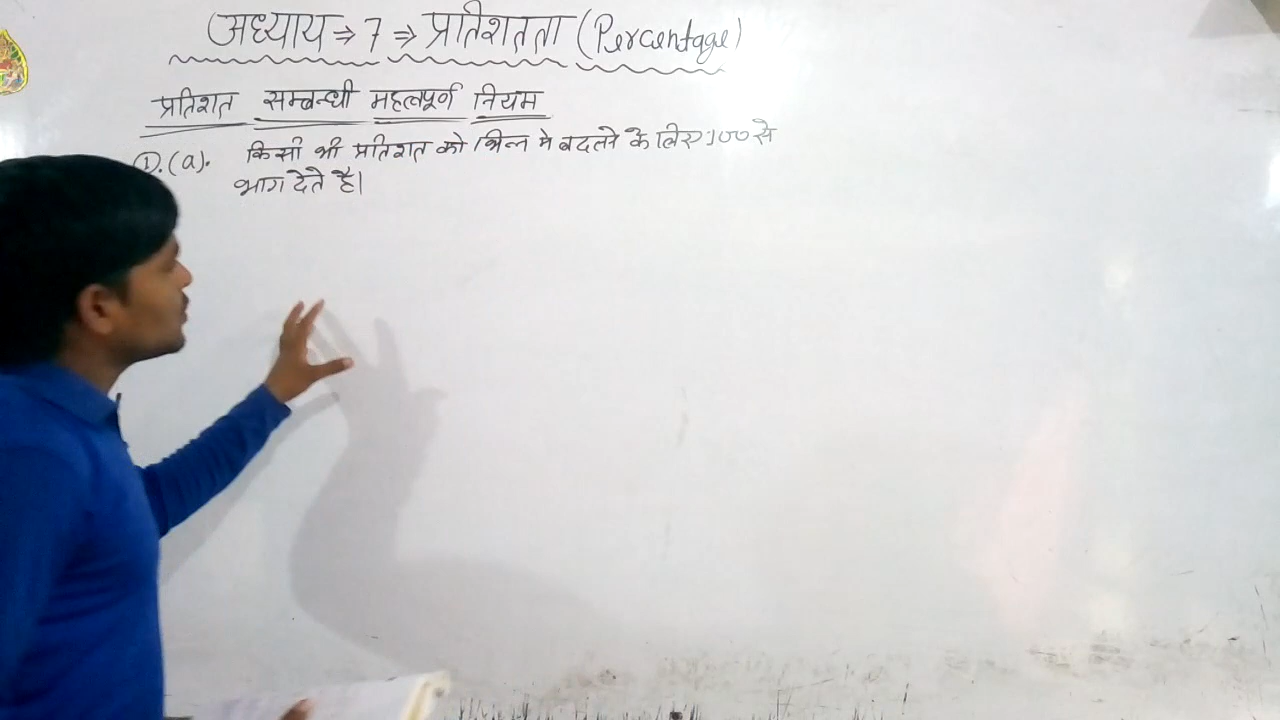 अध्याय ⇒ 7 ⇒ प्रतिशतता (Percentage)
प्रतिशत सम्बन्धी महत्वपूर्ण नियम
①.(a). किसी भी प्रतिशत को भिन्न मे बदलने के लिए 100 से
भाग देते है।